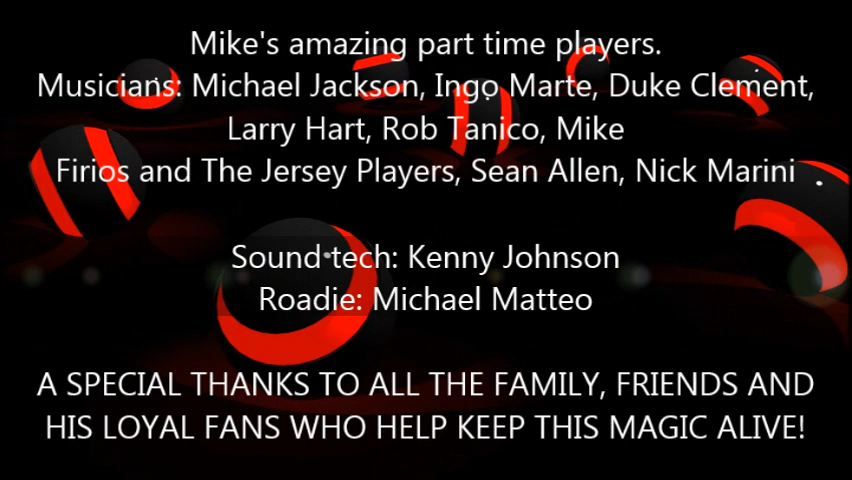 Mike's amazing part time players.
Musicians: Michael Jackson, Ingo Marte, Duke Clement,
Larry Hart, Rob Tanico, Mike
Firios and The Jersey Players, Sean Allen, Nick Marini
Sound tech: Kenny Johnson
Roadie: Michael Matteo
A SPECIAL THANKS TO ALL THE FAMILY, FRIENDS AND
HIS LOYAL FANS WHO HELP KEEP THIS MAGIC ALIVE!